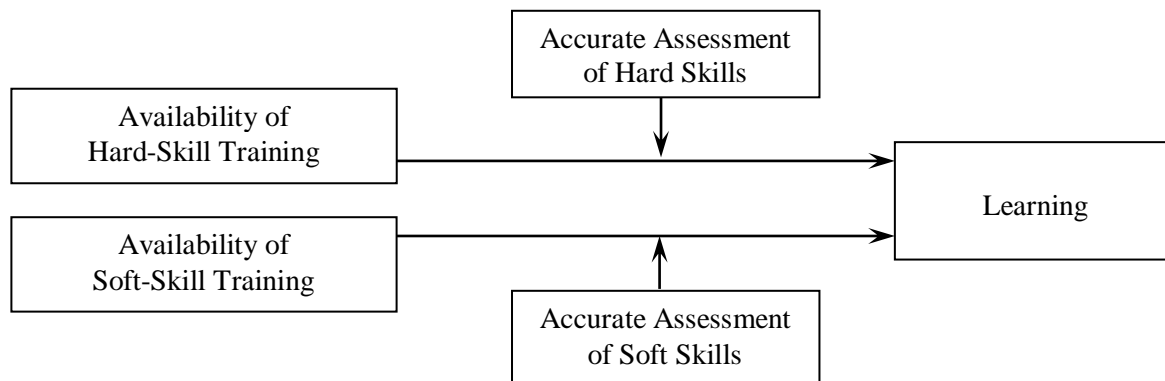 Accurate Assessment
of Hard Skills
Availability of
Hard-Skill Training
Learning
Availability of
Soft-Skill Training
Accurate Assessment
of Soft Skills